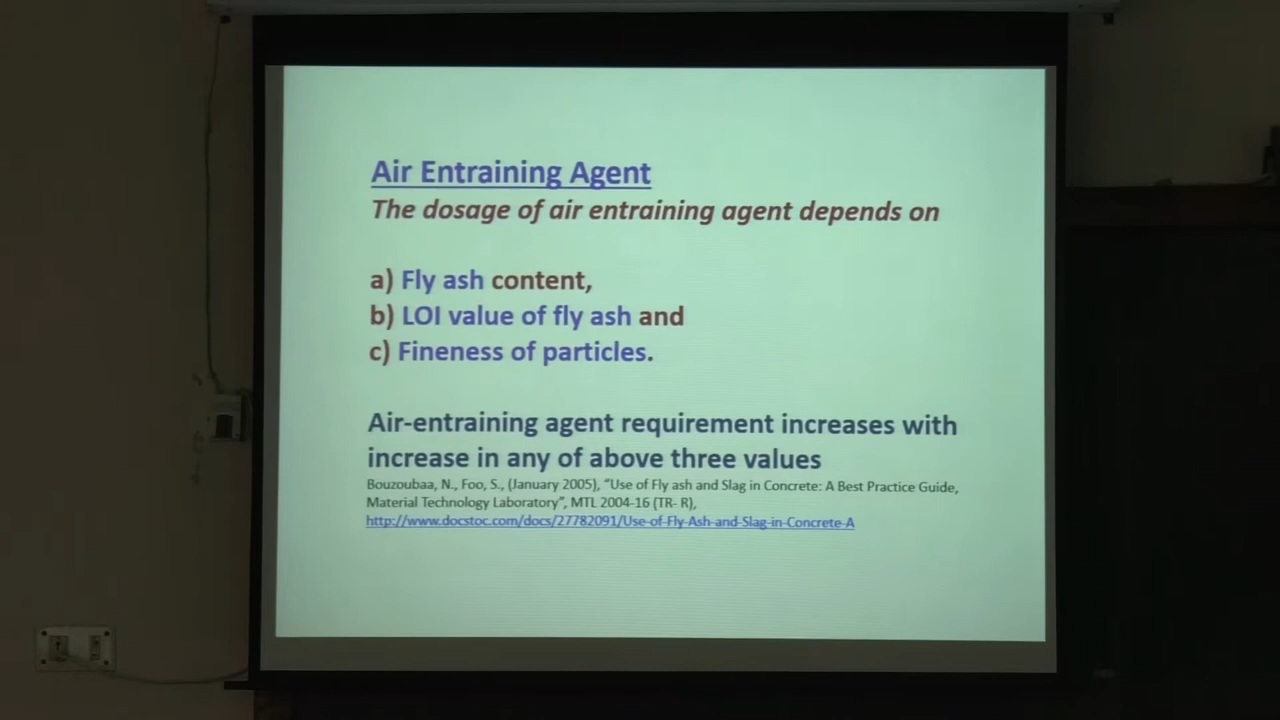 Air Entraining Agent
The dosage of air entraining agent depends on
a) Fly ash content,
b) LOI value of fly ash and
c) Fineness of particles.
Air-entraining agent requirement increases with
increase in any of above three values
Bouzoubaa, N., Foo, S., (January 2005), “Use of Fly ash and Slag in Concrete: A Best Practice Guide,
Material Technology Laboratory”, MTL 2004-16 (TR- R),
http://www.docstoc.com/docs/27782091/Use-of-Fly-Ash-and-Slag-in-Concrete-A